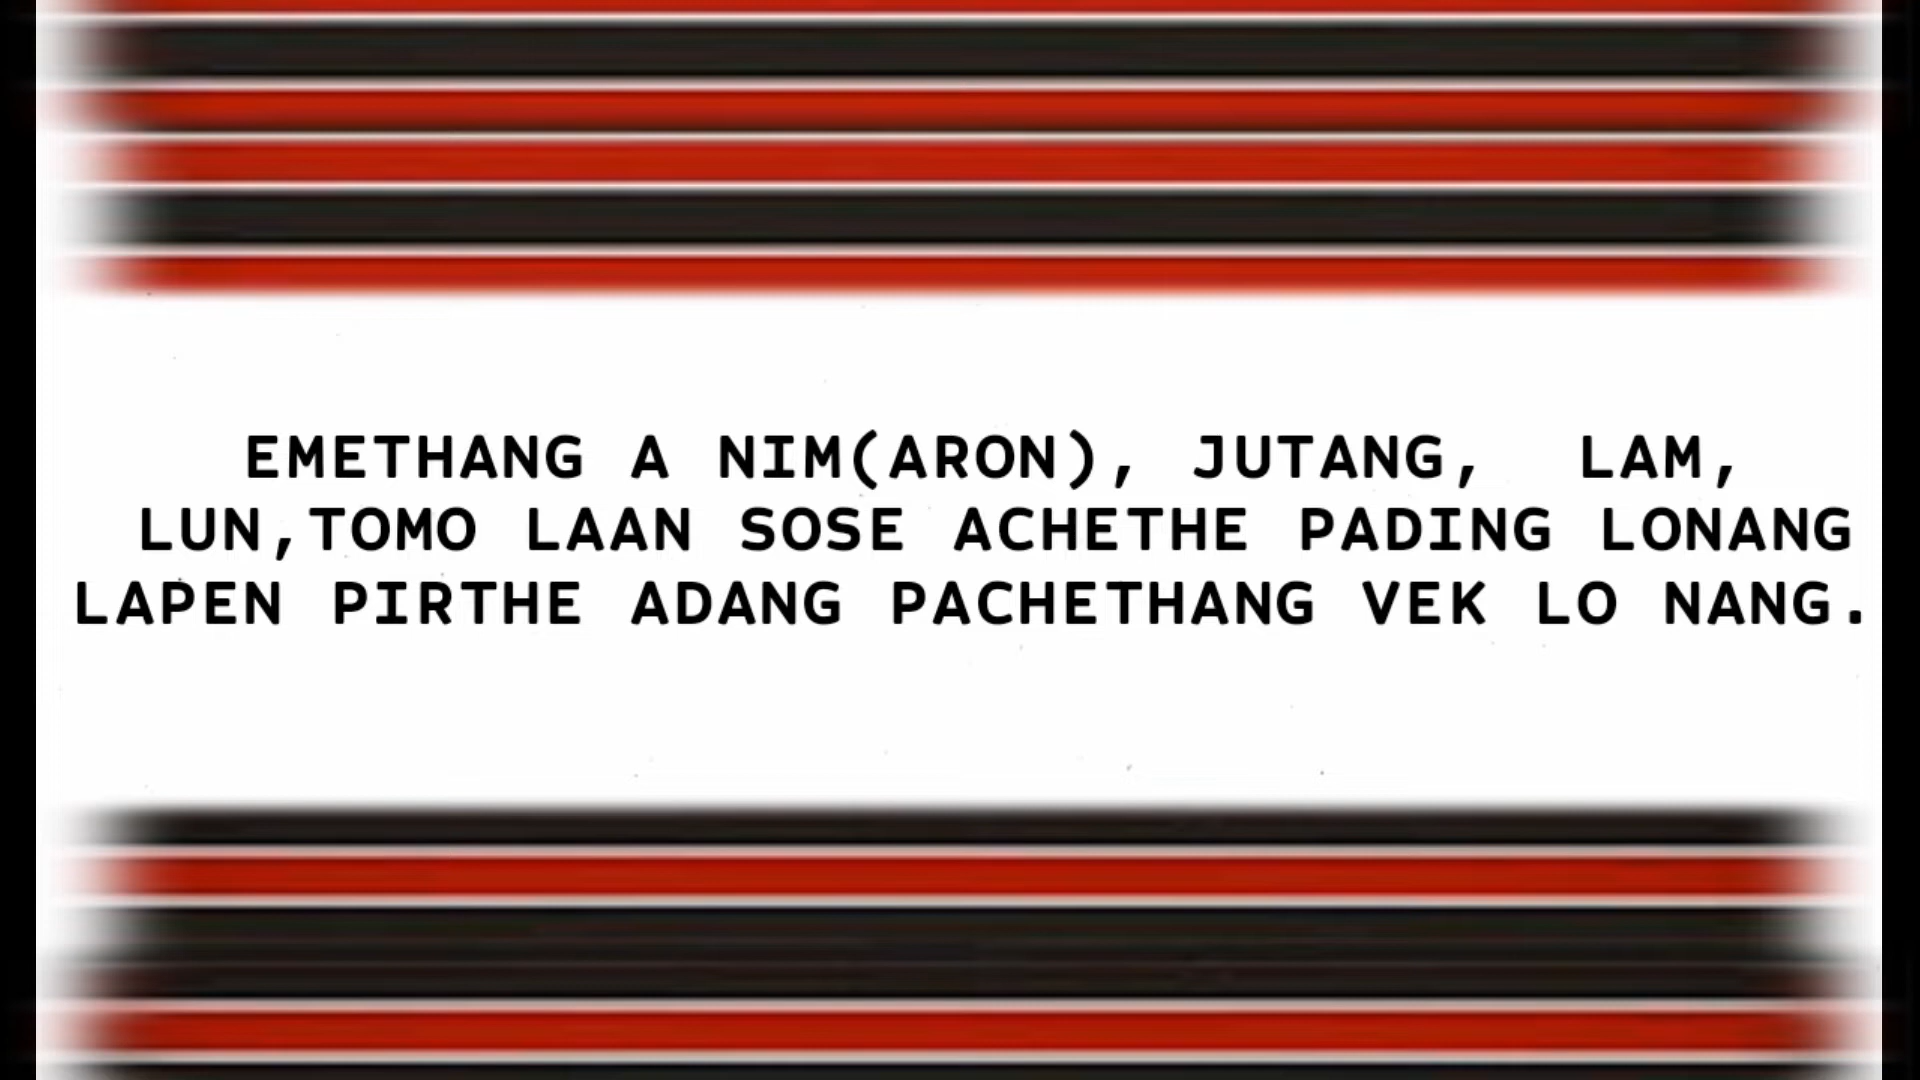 EMETHANG A NIM(ARON), JUTANG, LAM,
LUN,TOMO LAAN SOSE ACHETHE PADING LONANG
LAPEN PIRTHE ADANG PACHETHANG VEK LO NANG.